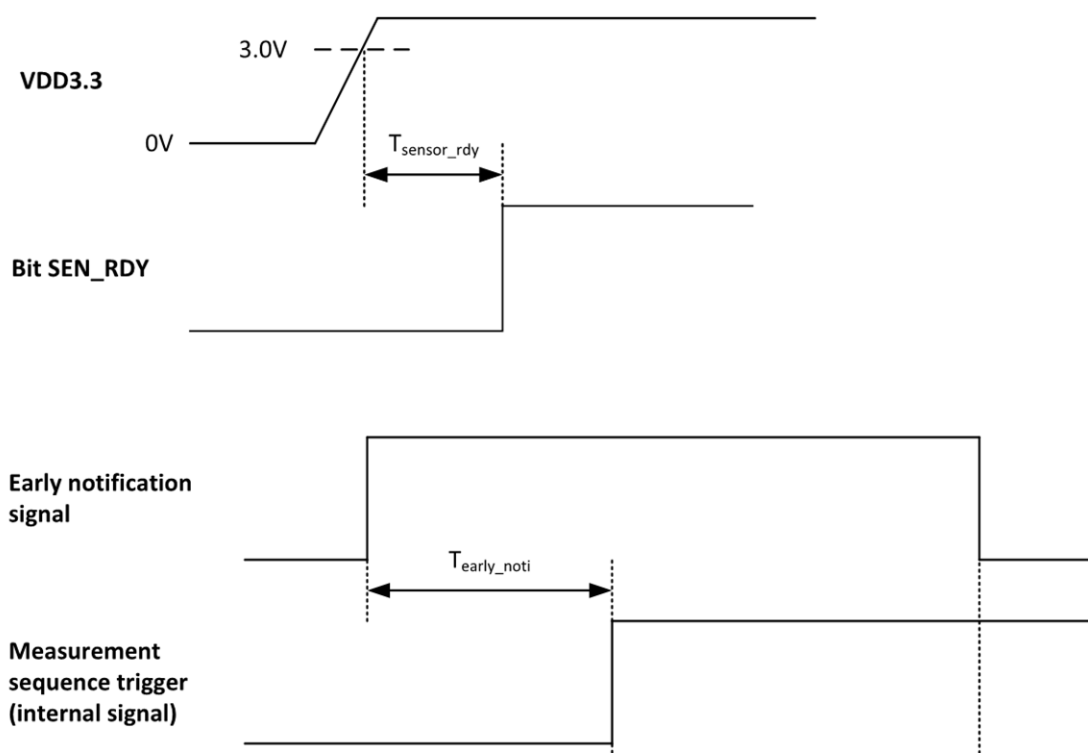 3.0V
VDD3.3
0V
Tsensor_rdy
Bit SEN_RDY
Early notification
signal
Tearly_noti
Measurement
sequence trigger
(internal signal)